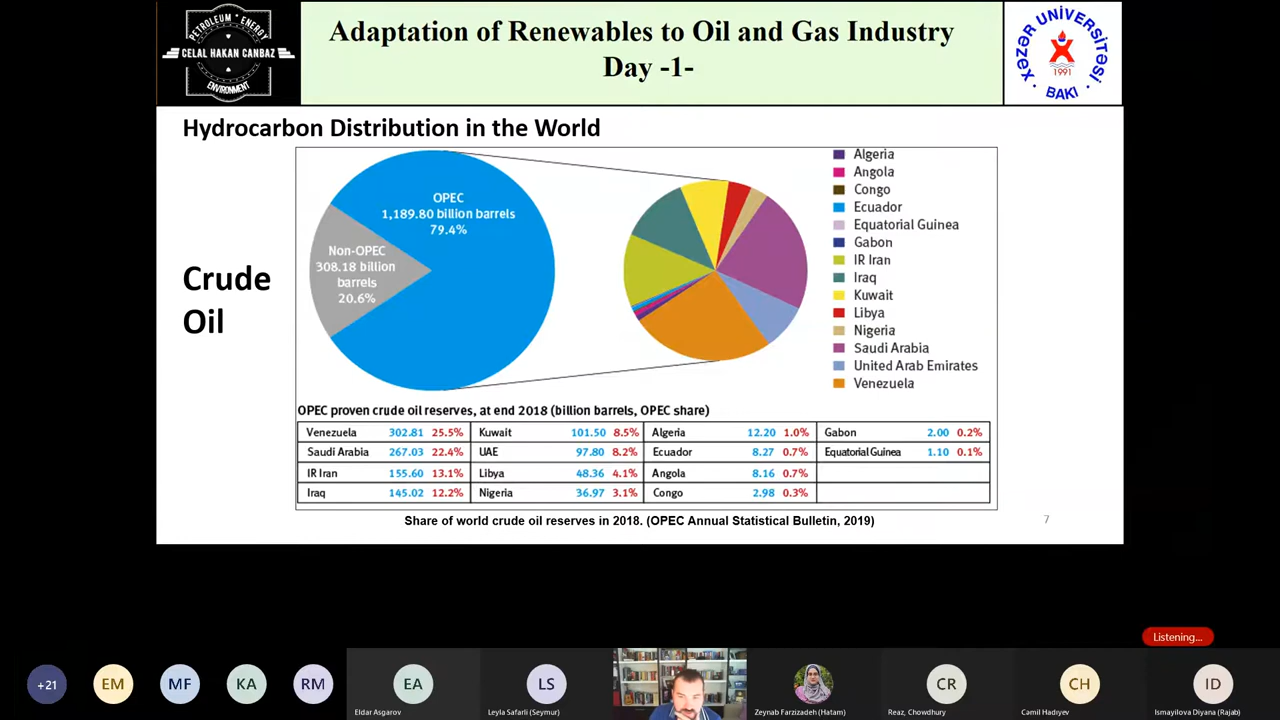 PETROLEUM * ENERGY
CELAL HAKAN CANBAZ
ENVIRONMENT
Adaptation of Renewables to Oil and Gas Industry
Day -1-
XƏZƏR UNİVERSİTƏSİ
1991
· BAKI ·
Hydrocarbon Distribution in the World
Crude
Oil
OPEC
1,189.80 billion barrels
79.4%
Non-OPEC
308.18 billion
barrels
20.6%
Algeria
Angola
Congo
Ecuador
Equatorial Guinea
Gabon
IR Iran
Iraq
Kuwait
Libya
Nigeria
Saudi Arabia
United Arab Emirates
Venezuela
OPEC proven crude oil reserves, at end 2018 (billion barrels, OPEC share)
Venezuela 302.81 25.5% Kuwait 101.50 8.5% Algeria 12.20 1.0% Gabon 2.00 0.2%
Saudi Arabia 267.03 22.4% UAE 97.80 8.2% Ecuador 8.27 0.7% Equatorial Guinea 1.10 0.1%
IR Iran 155.60 13.1% Libya 48.36 4.1% Angola 8.16 0.7%
Iraq 145.02 12.2% Nigeria 36.97 3.1% Congo 2.98 0.3%
Share of world crude oil reserves in 2018. (OPEC Annual Statistical Bulletin, 2019)
7
Listening...
+21
EM
MF
KA
RM
EA
LS
CR
CH
ID
Eldar Asgarov
Leyla Safarli (Seymur)
Zeynab Farzizadeh (Hatam)
Reaz, Chowdhury
Cəmil Hadıyev
Ismayilova Diyana (Rajab)